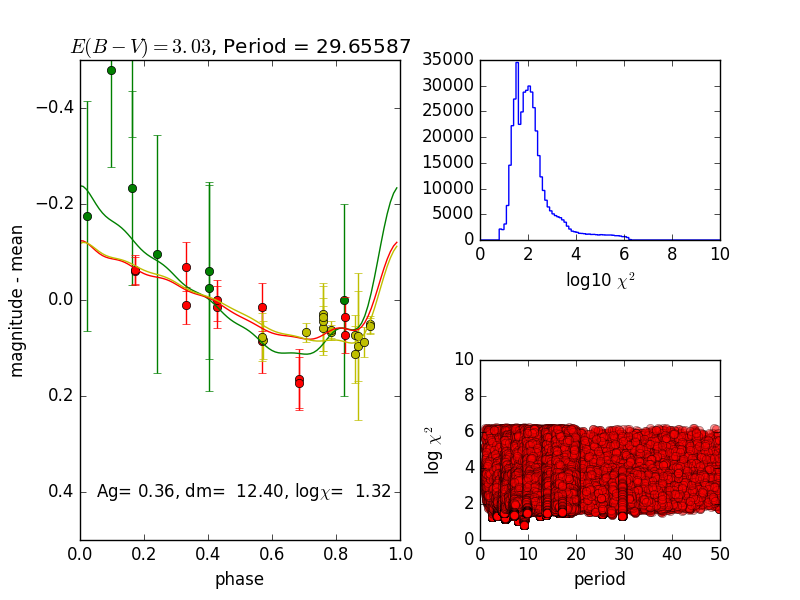 E(B−V)=3.03, Period = 29.65587
−0.4
−0.2
0.0
0.2
0.4
magnitude - mean
Ag= 0.36, dm= 12.40, logχ= 1.32
0.0 0.2 0.4 0.6 0.8 1.0
phase
35000
30000
25000
20000
15000
10000
5000
0
0 2 4 6 8 10
log10 χ²
10
8
6
4
2
0
log χ²
0 10 20 30 40 50
period